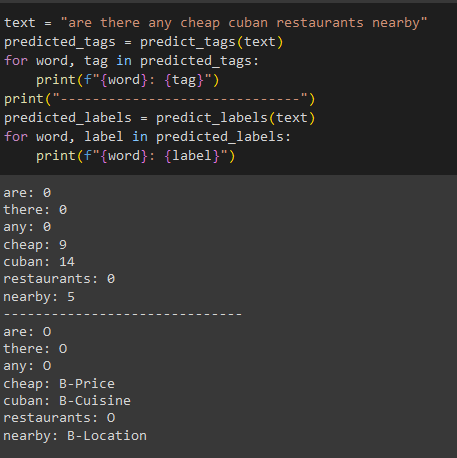 text = "are there any cheap cuban restaurants nearby"
predicted_tags = predict_tags(text)
for word, tag in predicted_tags:
    print(f"{word}: {tag}")
print("------------------------------")
predicted_labels = predict_labels(text)
for word, label in predicted_labels:
    print(f"{word}: {label}")
are: 0
there: 0
any: 0
cheap: 9
cuban: 14
restaurants: 0
nearby: 5
------------------------------
are: O
there: O
any: O
cheap: B-Price
cuban: B-Cuisine
restaurants: O
nearby: B-Location